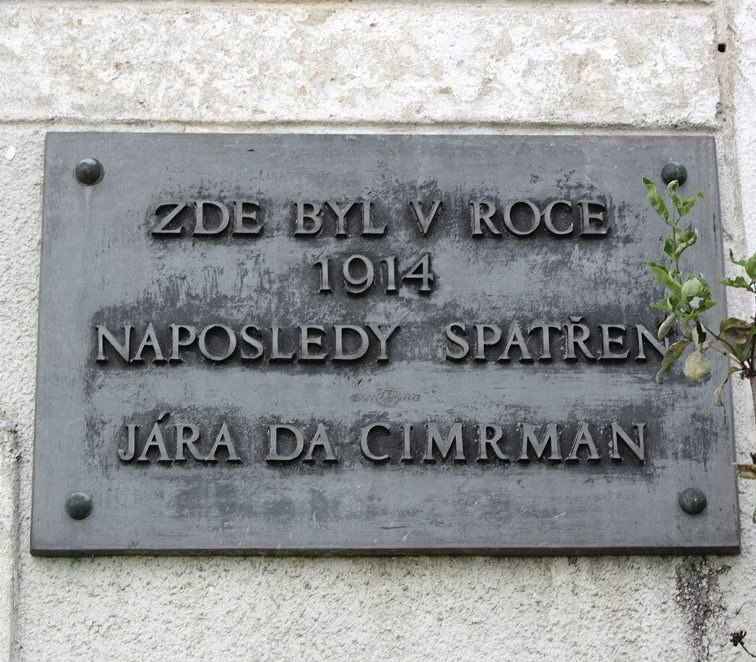 ZDE BYL V ROCE
1914
NAPOSLEDY SPATŘEN
JÁRA DA CIMRMAN